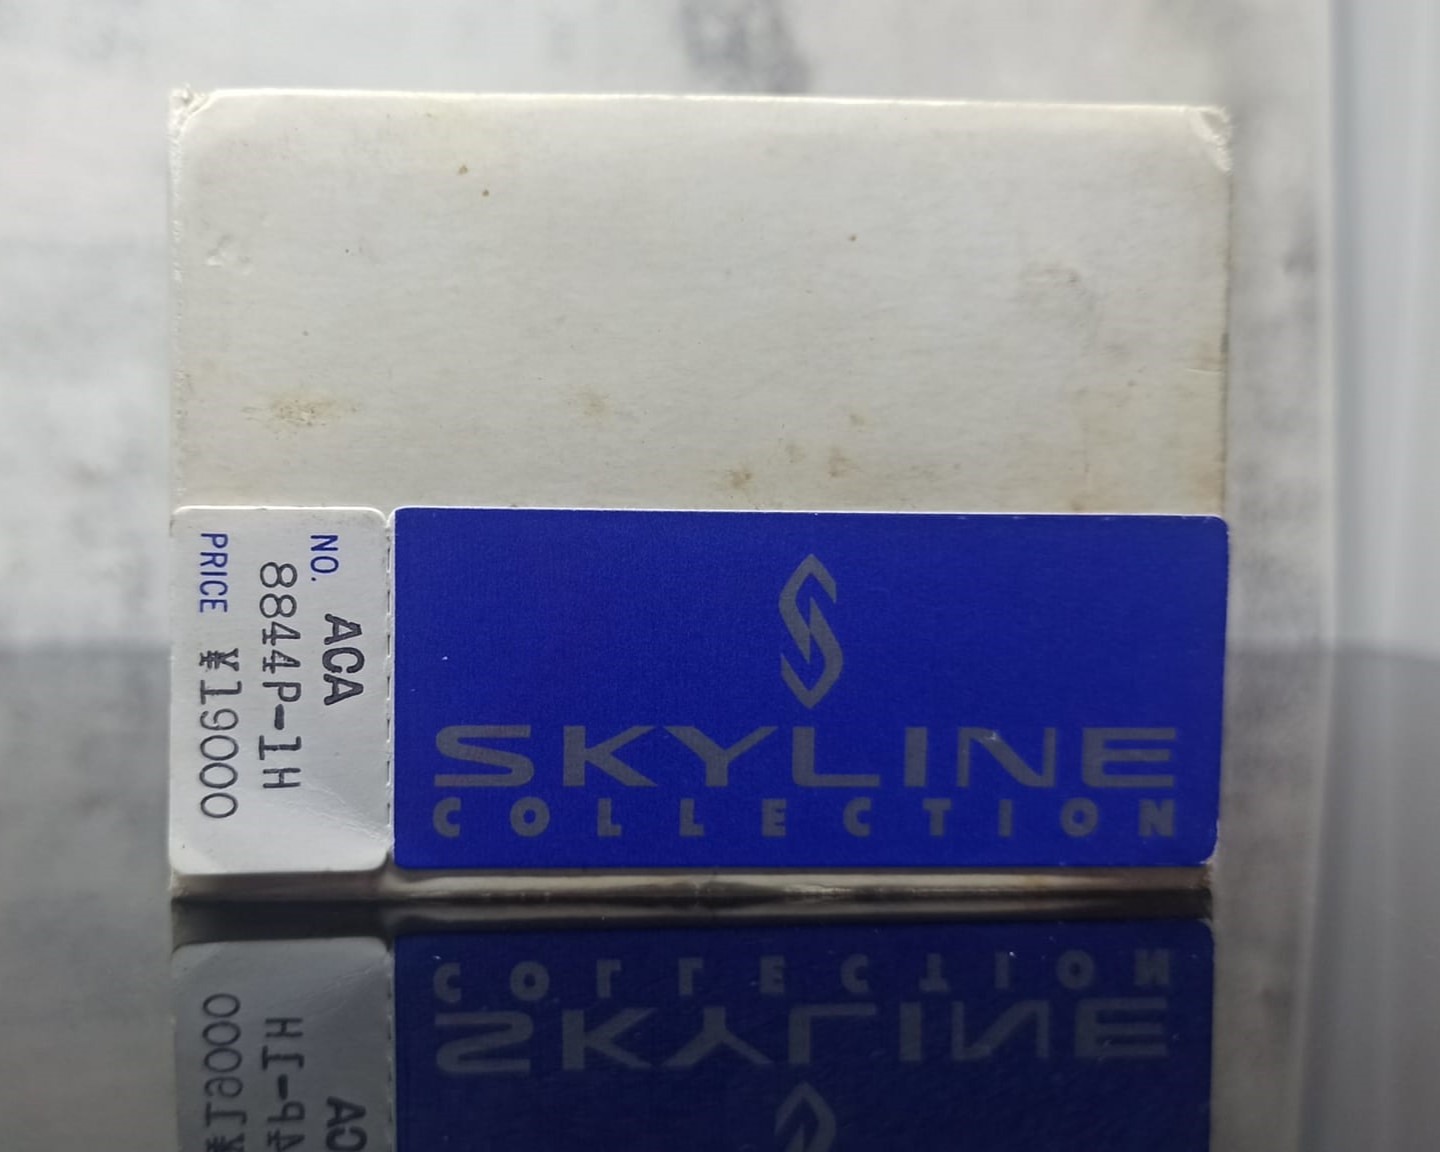 NO. ACA
8844P-1H
PRICE ¥19000
SKYLINE
COLLECTION